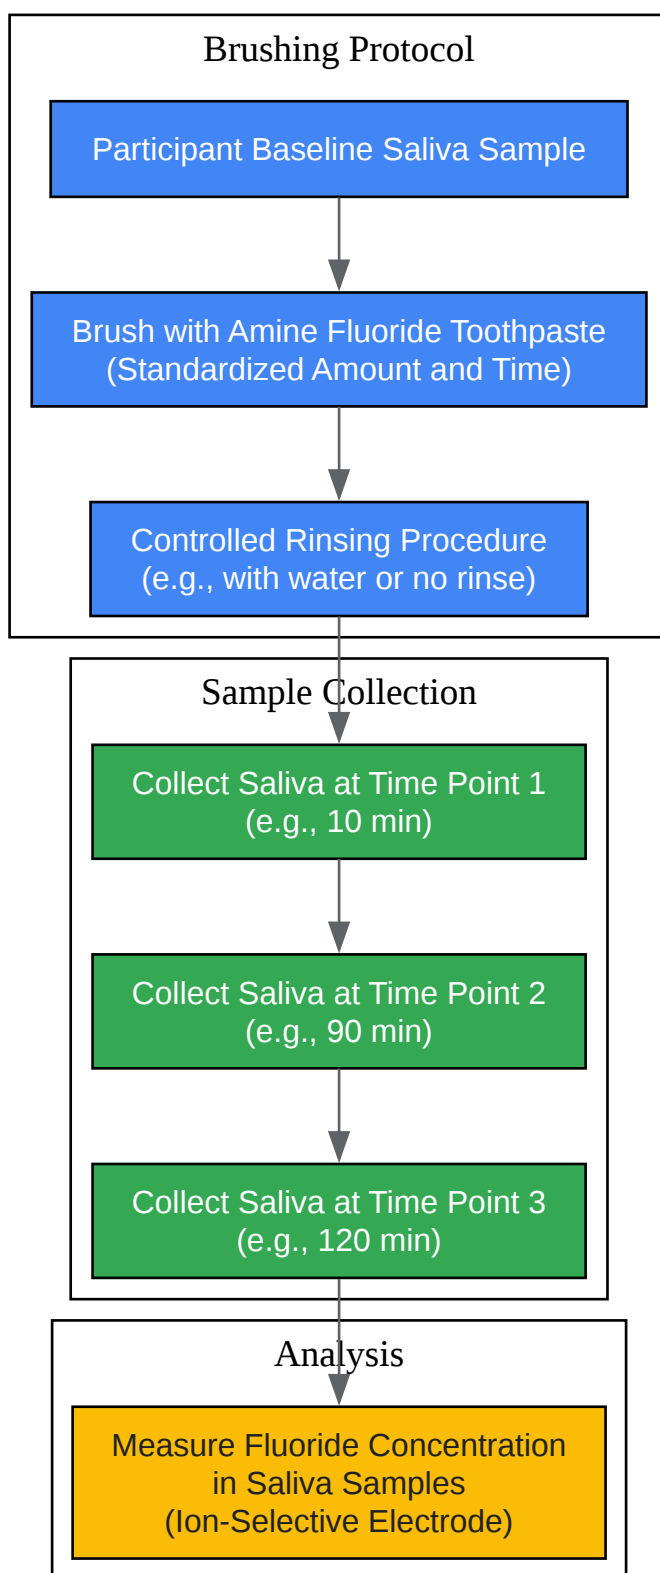 Brushing Protocol
Participant Baseline Saliva Sample
Brush with Amine Fluoride Toothpaste
(Standardized Amount and Time)
Controlled Rinsing Procedure
(e.g., with water or no rinse)
Sample Collection
Collect Saliva at Time Point 1
(e.g., 10 min)
Collect Saliva at Time Point 2
(e.g., 90 min)
Collect Saliva at Time Point 3
(e.g., 120 min)
Analysis
Measure Fluoride Concentration
in Saliva Samples
(Ion-Selective Electrode)